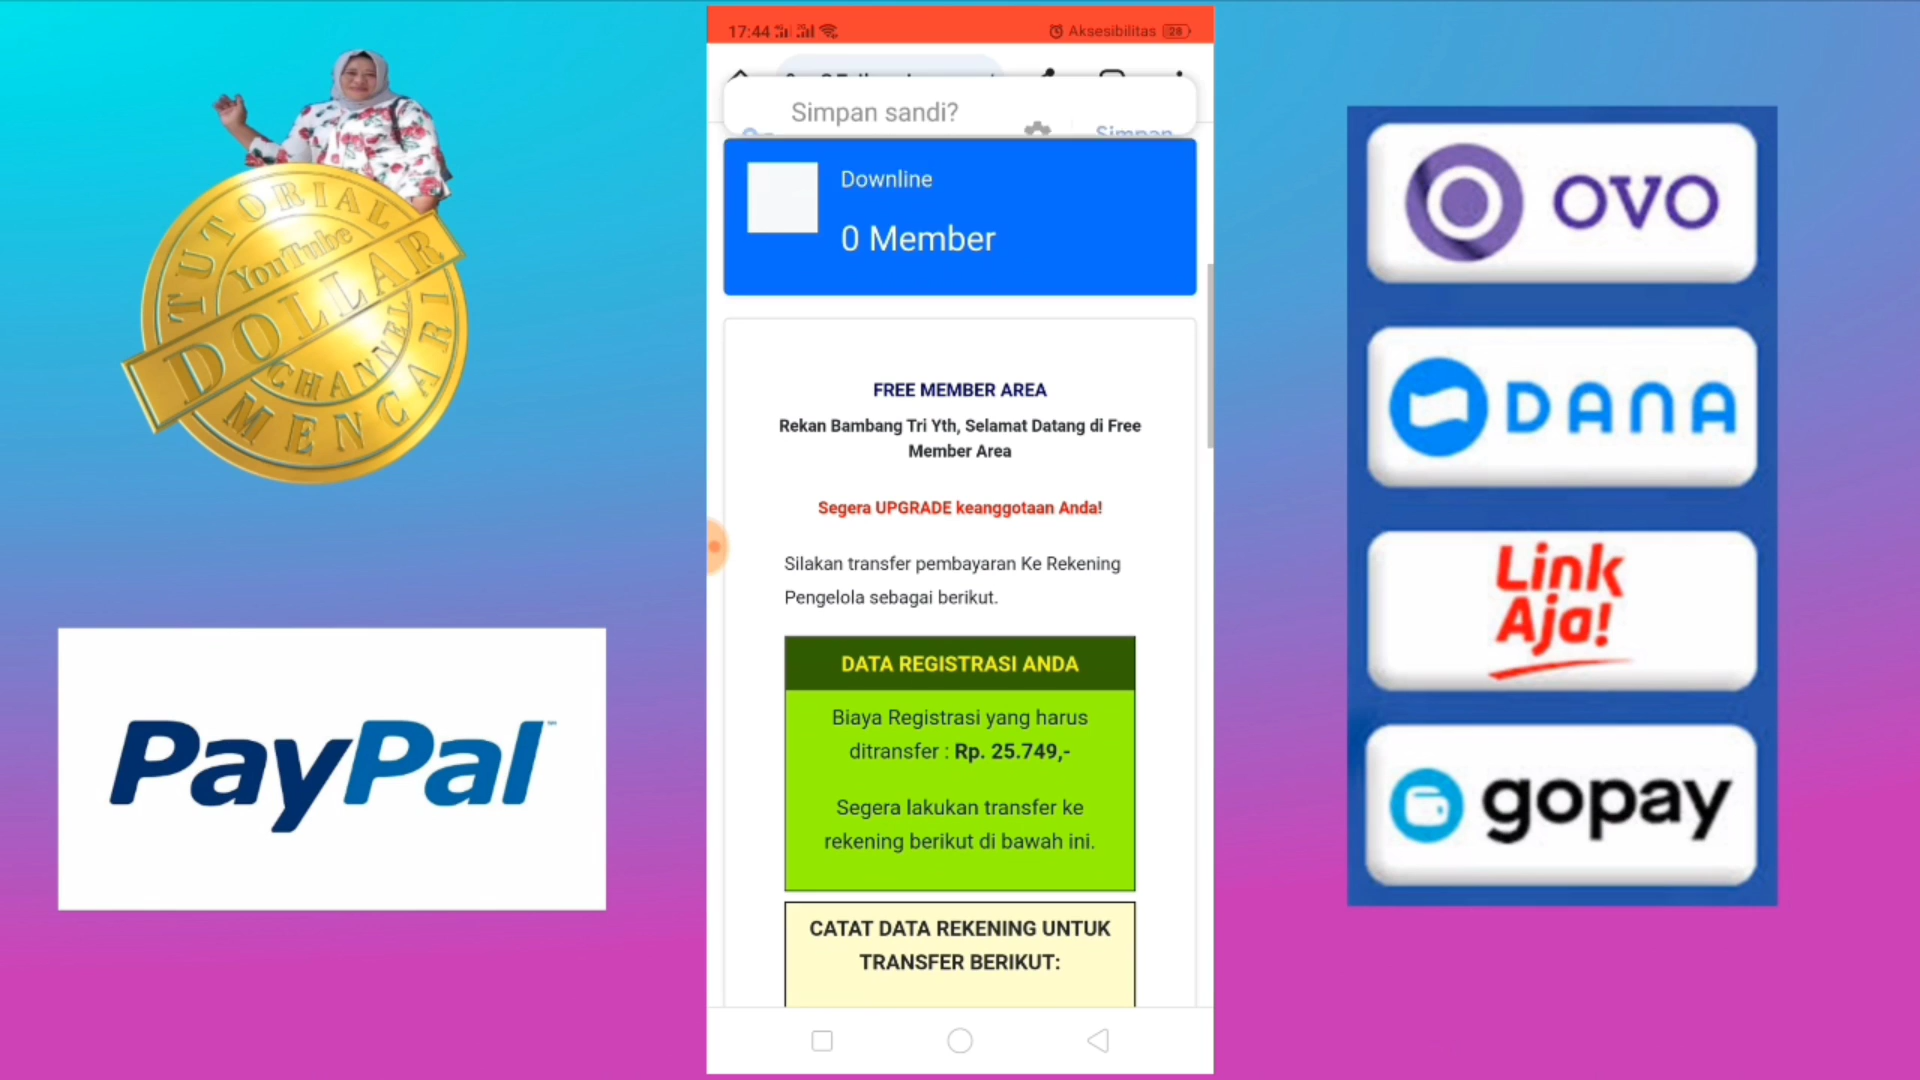 TUTORIAL
YouTube
DOLLAR
CHANNEL
MENCARI
PayPal
17:44
Aksesibilitas
28
Simpan sandi?
Simpan
Downline
0 Member
FREE MEMBER AREA
Rekan Bambang Tri Yth, Selamat Datang di Free
Member Area
Segera UPGRADE keanggotaan Anda!
Silakan transfer pembayaran Ke Rekening
Pengelola sebagai berikut.
DATA REGISTRASI ANDA
Biaya Registrasi yang harus
ditransfer : Rp. 25.749,-
Segera lakukan transfer ke
rekening berikut di bawah ini.
CATAT DATA REKENING UNTUK
TRANSFER BERIKUT:
OVO
DANA
Link
Aja!
gopay